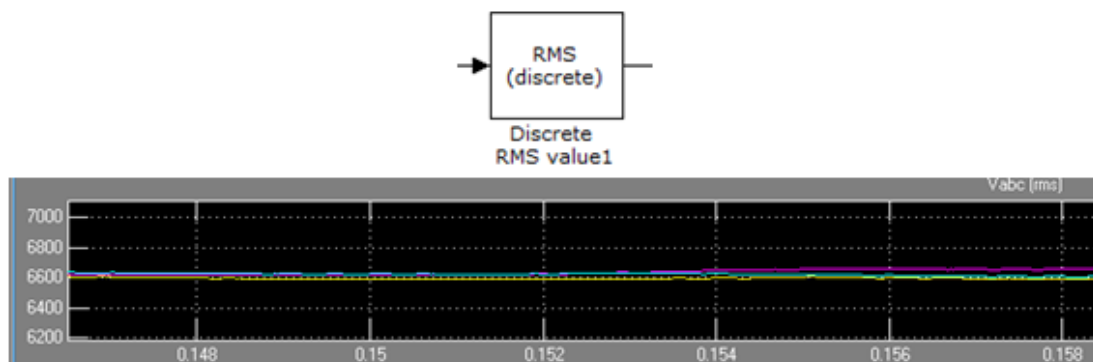 RMS
(discrete)
Discrete
RMS value1
Vabc (rms)
7000
6800
6600
6400
6200
0.148 0.15 0.152 0.154 0.156 0.158